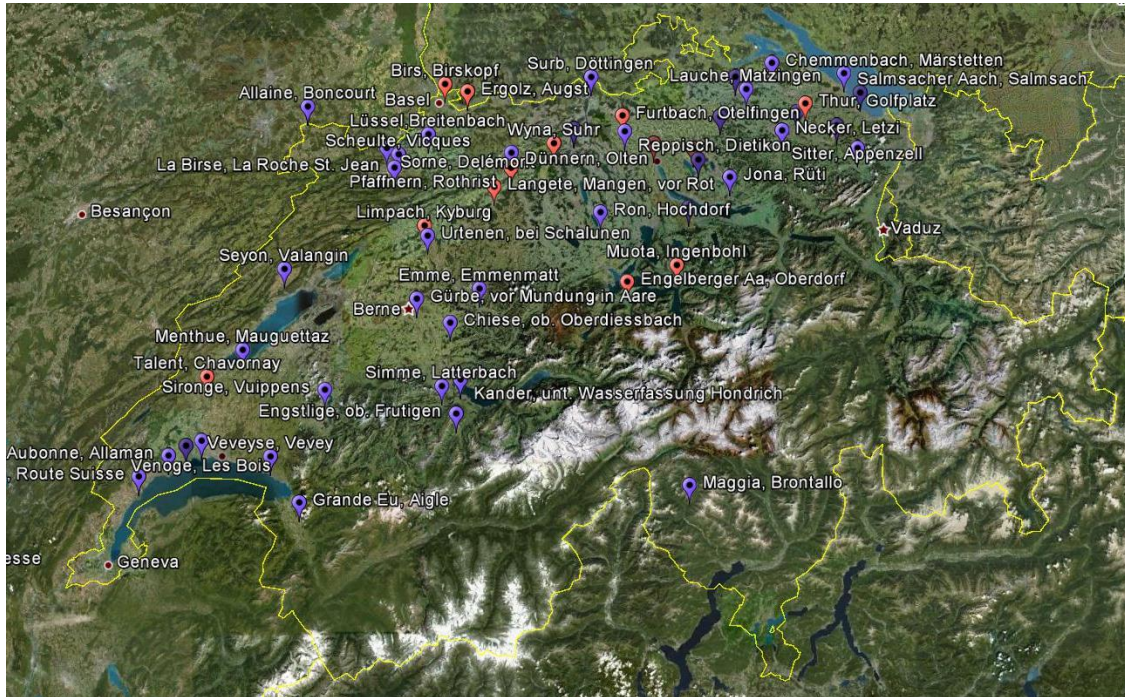 Surb, Döttingen
Chemmenbach, Märstetten
Birs, Birskopf
Lauche, Matzingen
Salmsacher Aach, Salmsach
Ergolz, Augst
Allaine, Boncourt
Basel
Thur, Golfplatz
Furtbach, Otelfingen
Lüssel Breitenbach
Wyna, Suhr
Necker, Letzi
Scheulte, Vicques
Reppisch, Dietikon
Sitter, Appenzell
La Birse, La Roche St. Jean
Sorne, Delémon
Dünnern, Olten
Jona, Rüti
Pfaffnern, Rothrist
Langete, Mangen, vor Rot
Besançon
Limpach, Kyburg
Ron, Hochdorf
Urtenen, bei Schalunen
Vaduz
Seyon, Valangin
Muota, Ingenbohl
Emme, Emmenmatt
Engelberger Aa, Oberdorf
Gürbe, vor Mundung in Aare
Berne
Chiese, ob. Oberdiessbach
Menthue, Mauguettaz
Talent, Chavornay
Simme, Latterbach
Sironge, Vuippens
Kander, unt. Wasserfassung Hondrich
Engstlige, ob. Frutigen
Veveyse, Vevey
Aubonne, Allaman
Venoge, Les Bois
Route Suisse
Maggia, Brontallo
Grande Eu, Aigle
esse
Geneva